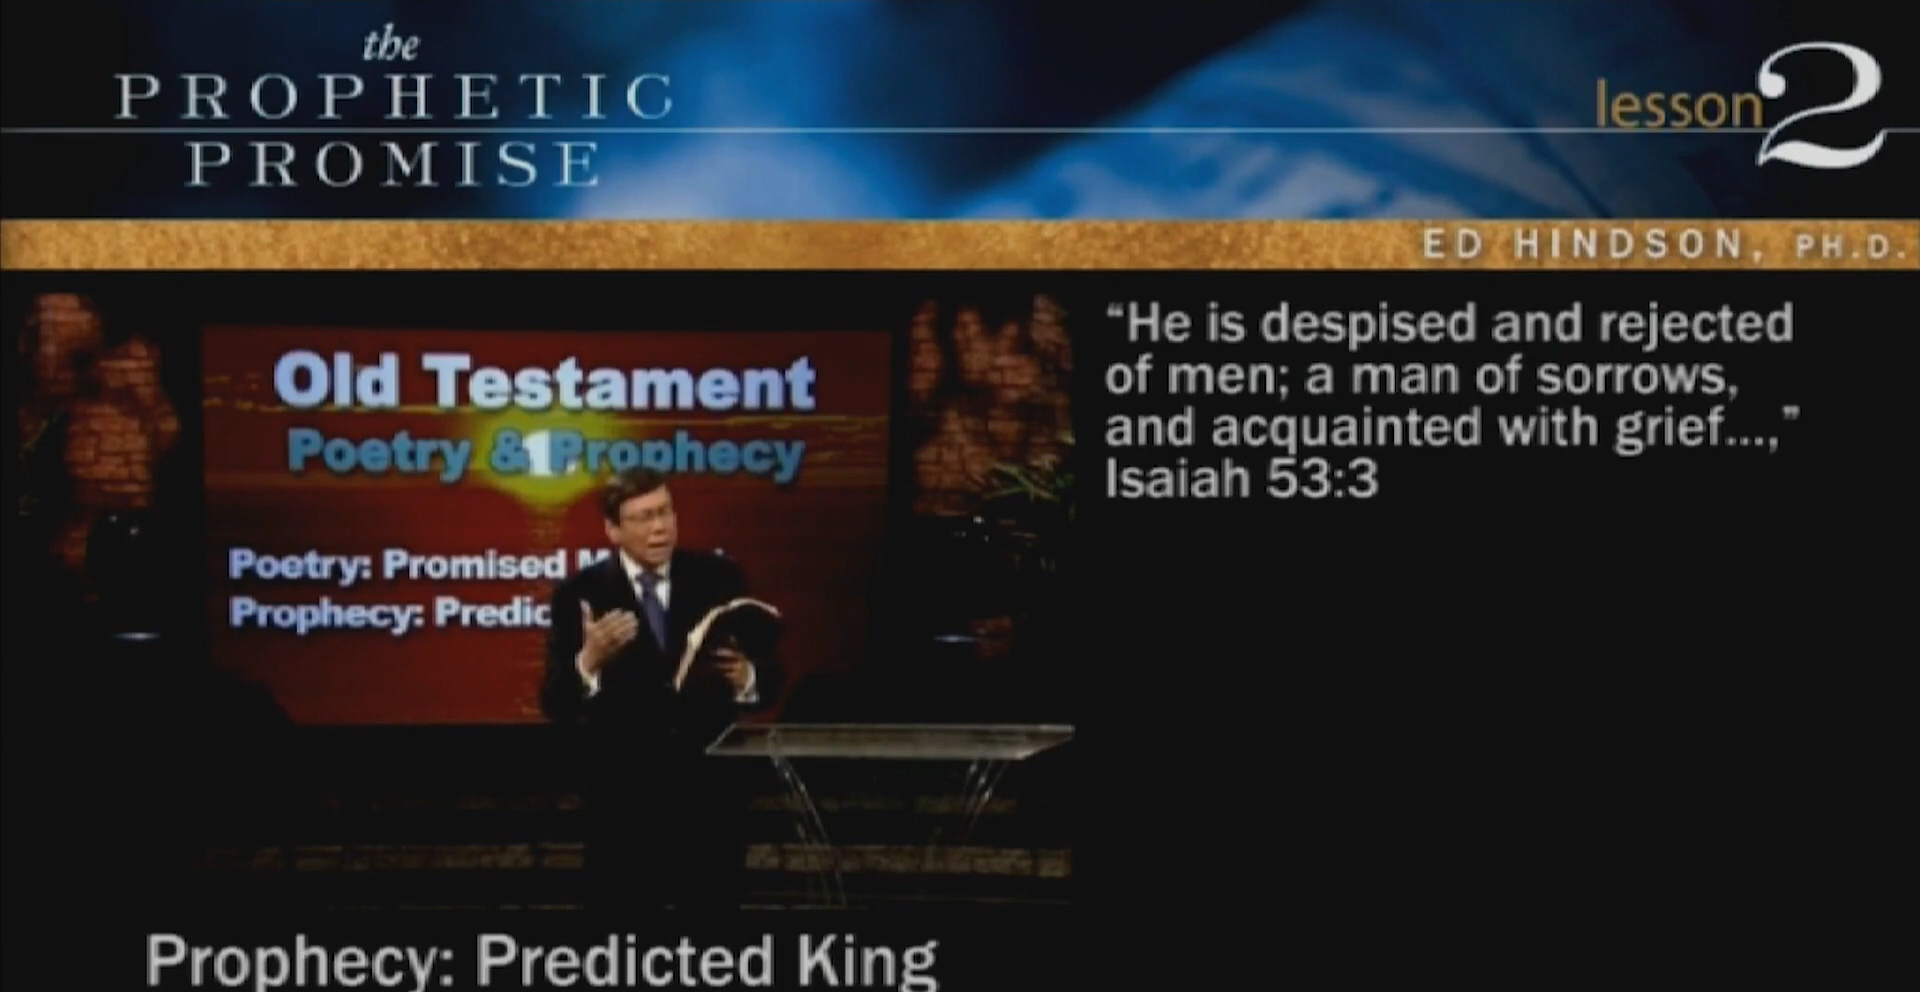 the
PROPHETIC
PROMISE
lesson 2
ED HINDSON, PH.D.
Old Testament
Poetry & Prophecy
Poetry: Promised
Prophecy:
“He is despised and rejected
of men; a man of sorrows,
and acquainted with grief...,”
Isaiah 53:3
Prophecy: Predicted King